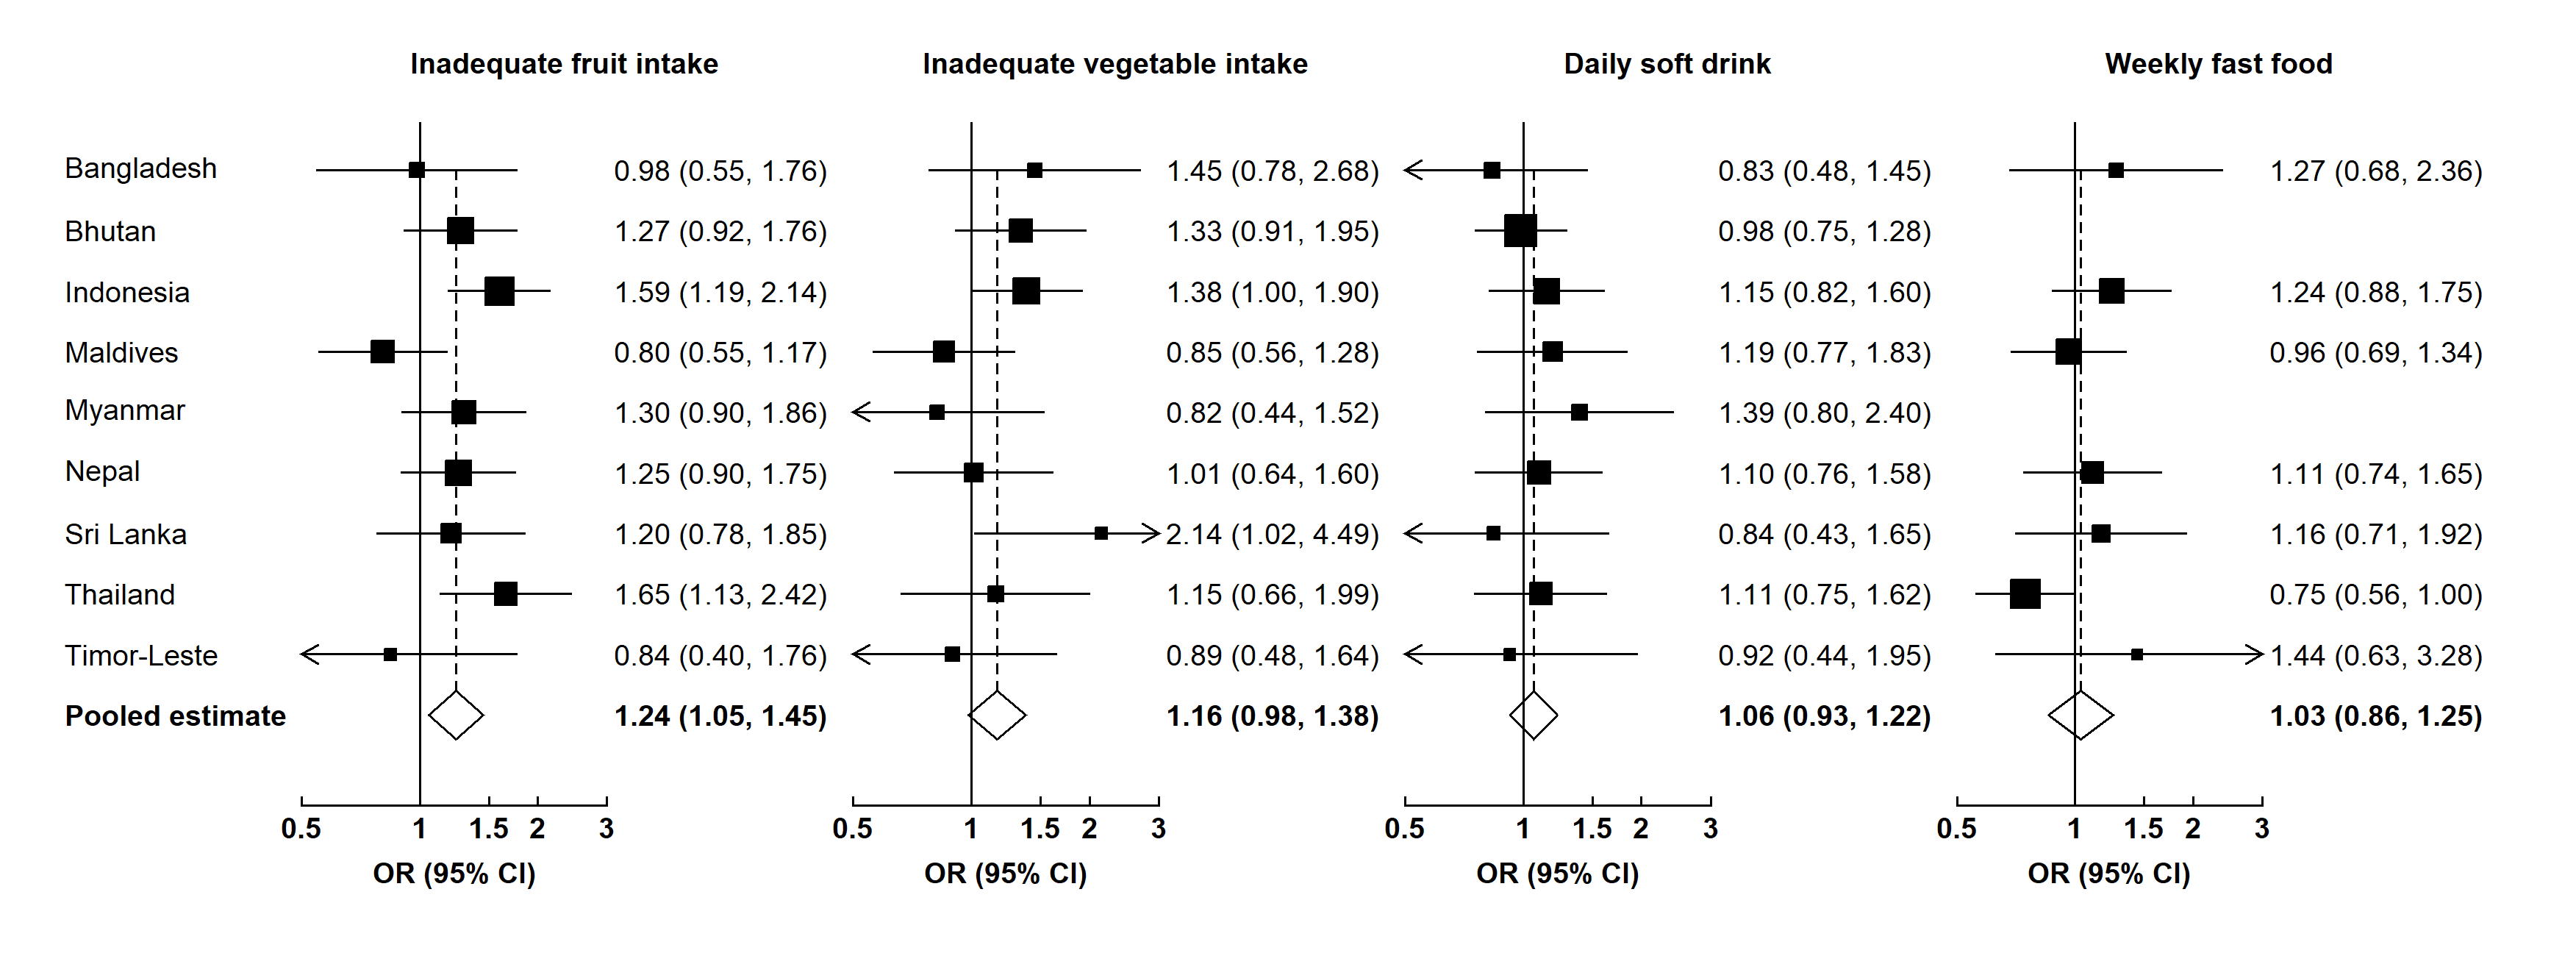 Inadequate fruit intake Inadequate vegetable intake Daily soft drink Weekly fast food
Bangladesh 0.98 (0.55, 1.76) 1.45 (0.78, 2.68) 0.83 (0.48, 1.45) 1.27 (0.68, 2.36)
Bhutan 1.27 (0.92, 1.76) 1.33 (0.91, 1.95) 0.98 (0.75, 1.28)
Indonesia 1.59 (1.19, 2.14) 1.38 (1.00, 1.90) 1.15 (0.82, 1.60) 1.24 (0.88, 1.75)
Maldives 0.80 (0.55, 1.17) 0.85 (0.56, 1.28) 1.19 (0.77, 1.83) 0.96 (0.69, 1.34)
Myanmar 1.30 (0.90, 1.86) 0.82 (0.44, 1.52) 1.39 (0.80, 2.40)
Nepal 1.25 (0.90, 1.75) 1.01 (0.64, 1.60) 1.10 (0.76, 1.58) 1.11 (0.74, 1.65)
Sri Lanka 1.20 (0.78, 1.85) 2.14 (1.02, 4.49) 0.84 (0.43, 1.65) 1.16 (0.71, 1.92)
Thailand 1.65 (1.13, 2.42) 1.15 (0.66, 1.99) 1.11 (0.75, 1.62) 0.75 (0.56, 1.00)
Timor-Leste 0.84 (0.40, 1.76) 0.89 (0.48, 1.64) 0.92 (0.44, 1.95) 1.44 (0.63, 3.28)
Pooled estimate 1.24 (1.05, 1.45) 1.16 (0.98, 1.38) 1.06 (0.93, 1.22) 1.03 (0.86, 1.25)
0.5 1 1.5 2 3 0.5 1 1.5 2 3 0.5 1 1.5 2 3 0.5 1 1.5 2 3
OR (95% CI) OR (95% CI) OR (95% CI) OR (95% CI)